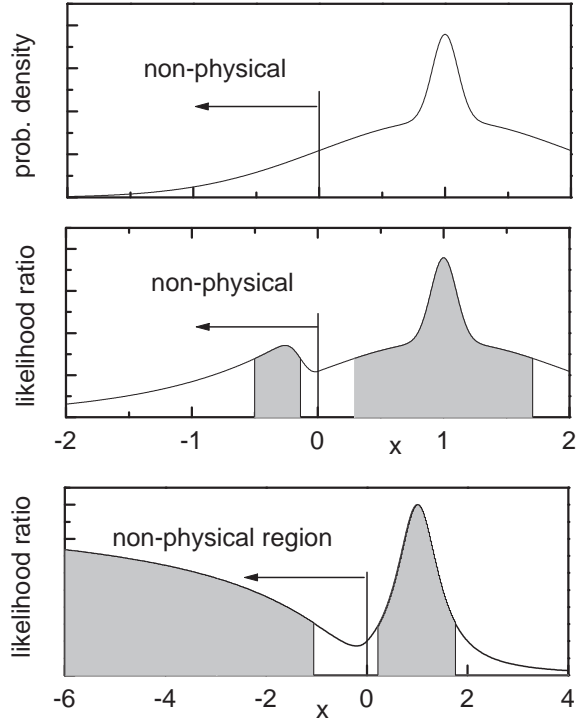 prob. density
non-physical
likelihood ratio
non-physical
-2 -1 0 1 2
x
likelihood ratio
non-physical region
-6 -4 -2 0 2 4
x